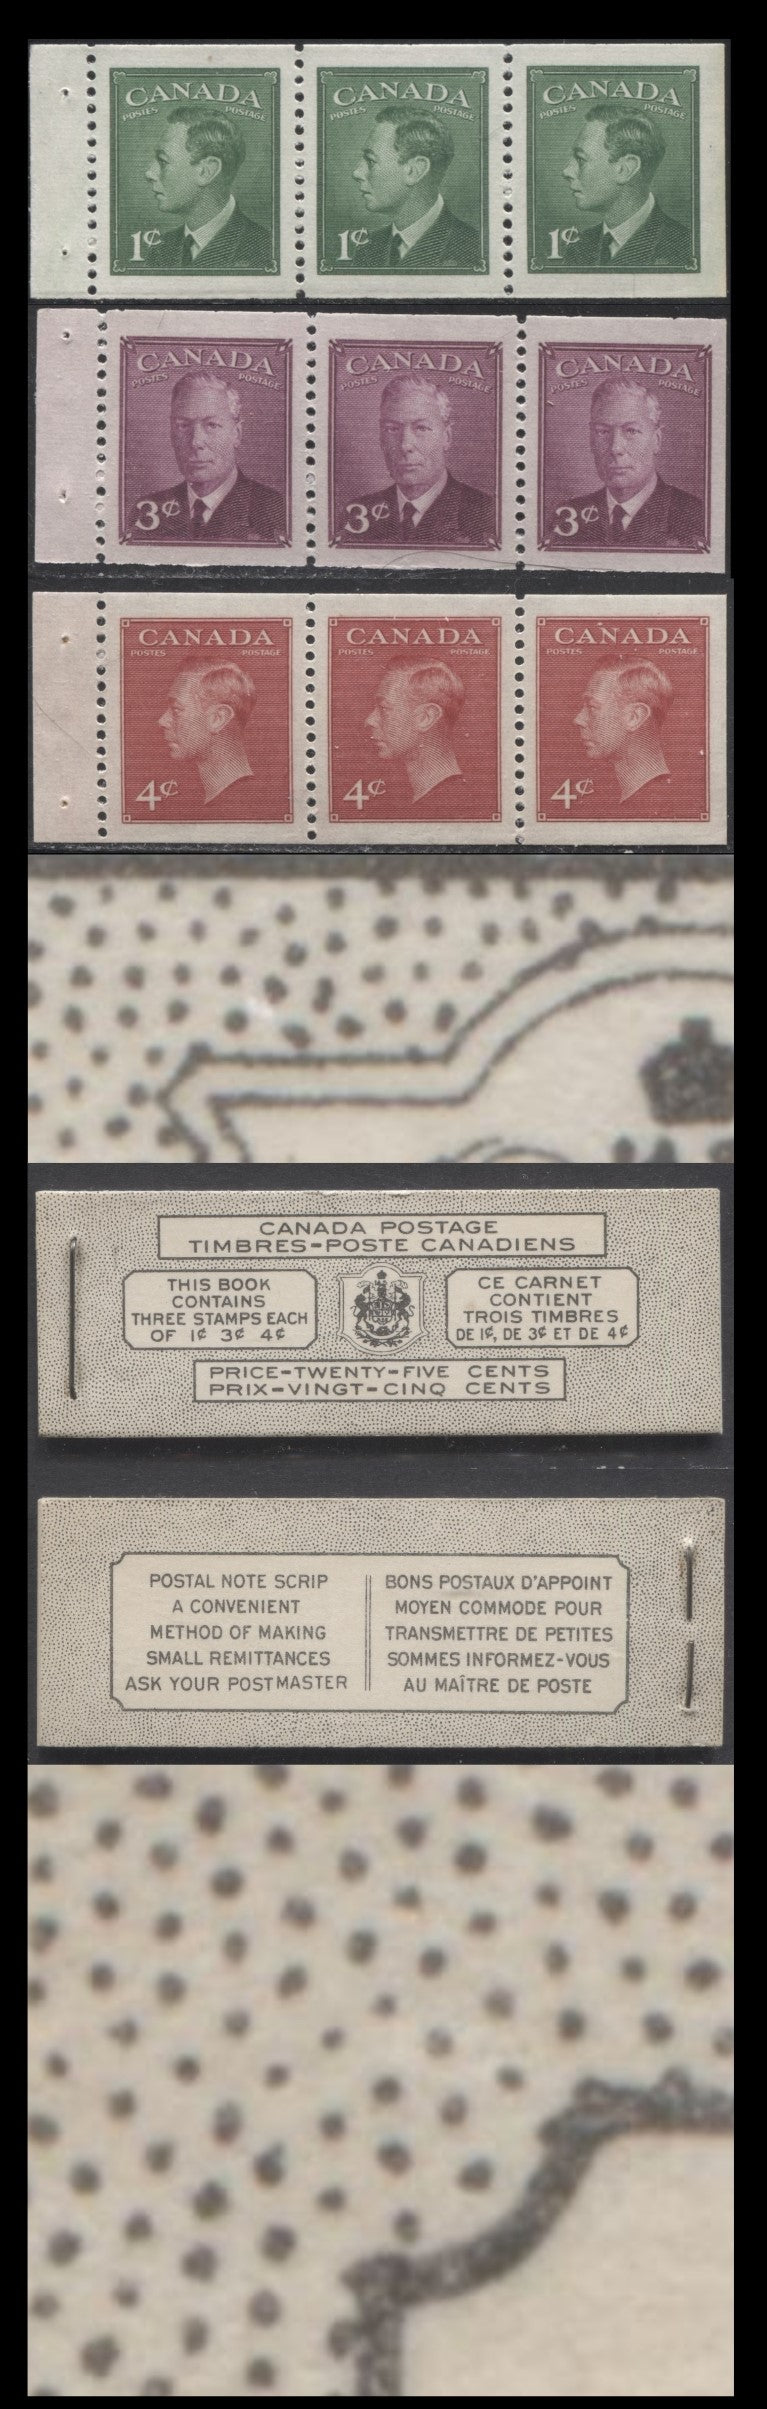 CANADA CANADA CANADA
POSTES POSTAGE POSTES POSTAGE POSTES POSTAGE
1¢ 1¢ 1¢
CANADA CANADA CANADA
POSTES POSTAGE POSTES POSTAGE POSTES POSTAGE
3¢ 3¢ 3¢
CANADA CANADA CANADA
POSTES POSTAGE POSTES POSTAGE POSTES POSTAGE
4¢ 4¢ 4¢
CANADA POSTAGE
TIMBRES-POSTE CANADIENS
THIS BOOK
CONTAINS
THREE STAMPS EACH
OF 1¢ 3¢ 4¢
CE CARNET
CONTIENT
TROIS TIMBRES
DE 1¢, DE 3¢ ET DE 4¢
PRICE-TWENTY-FIVE CENTS
PRIX-VINGT-CINQ CENTS
POSTAL NOTE SCRIP
A CONVENIENT
METHOD OF MAKING
SMALL REMITTANCES
ASK YOUR POSTMASTER
BONS POSTAUX D'APPOINT
MOYEN COMMODE POUR
TRANSMETTRE DE PETITES
SOMMES INFORMEZ-VOUS
AU MAÎTRE DE POSTE